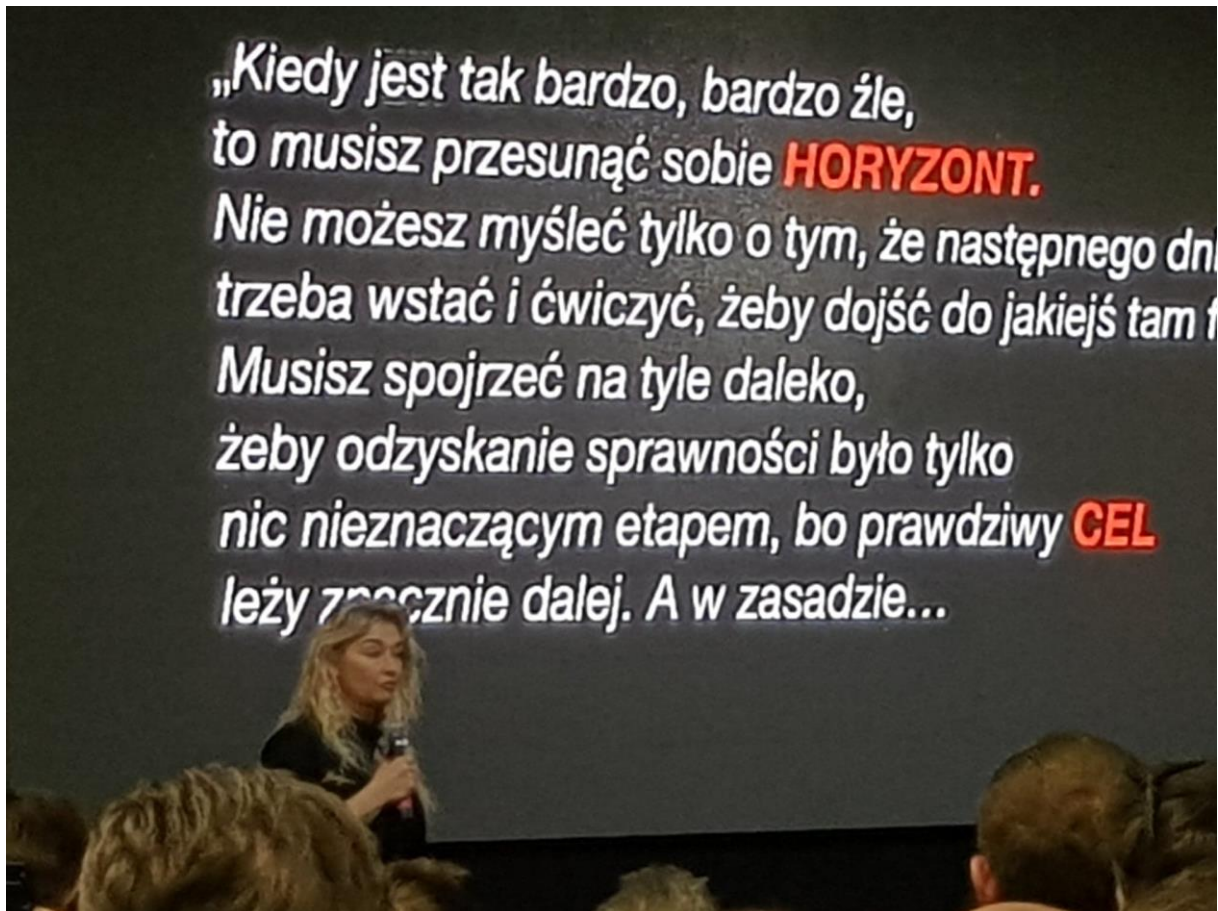 „Kiedy jest tak bardzo, bardzo źle,
to musisz przesunąć sobie HORYZONT.
Nie możesz myśleć tylko o tym, że następnego
trzeba wstać i ćwiczyć, żeby dojść do jakiejś tam
Musisz spojrzeć na tyle daleko,
żeby odzyskanie sprawności było tylko
nic nieznaczącym etapem, bo prawdziwy CEL
leży znacznie dalej. A w zasadzie...